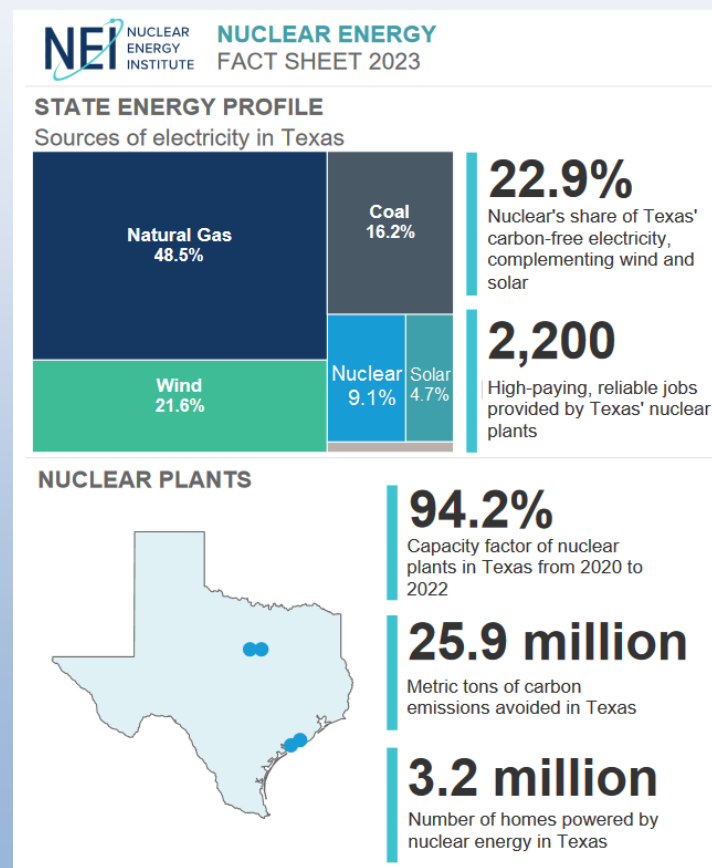 NEI NUCLEAR
ENERGY
INSTITUTE
NUCLEAR ENERGY
FACT SHEET 2023
STATE ENERGY PROFILE
Sources of electricity in Texas
Natural Gas
48.5%
Coal
16.2%
Wind
21.6%
Nuclear
9.1%
Solar
4.7%
22.9%
Nuclear's share of Texas'
carbon-free electricity,
complementing wind and
solar
2,200
High-paying, reliable jobs
provided by Texas' nuclear
plants
NUCLEAR PLANTS
94.2%
Capacity factor of nuclear
plants in Texas from 2020 to
2022
25.9 million
Metric tons of carbon
emissions avoided in Texas
3.2 million
Number of homes powered by
nuclear energy in Texas